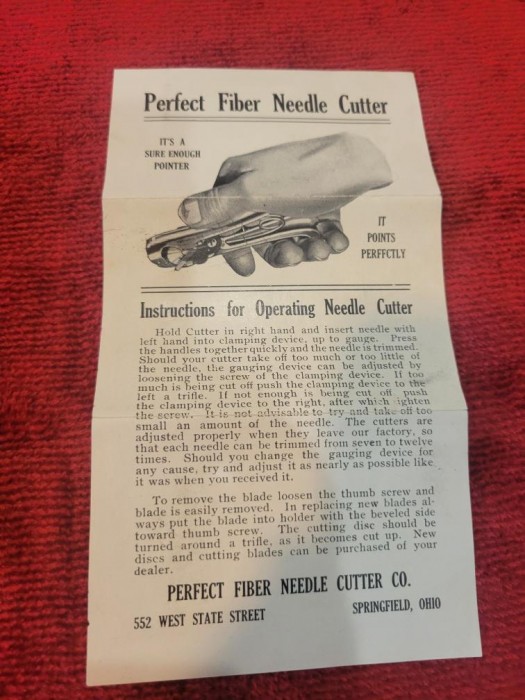 Perfect Fiber Needle Cutter
IT'S A
SURE ENOUGH
POINTER
IT
POINTS
PERFFCTLY
Instructions for Operating Needle Cutter
Hold Cutter in right hand and insert needle with
left hand into clamping device, up to gauge. Press
the handles together quickly and the needle is trimmed.
Should your cutter take off too much or too little of
the needle, the gauging device can be adjusted by
loosening the screw of the clamping device. If too
much is being cut off push the clamping device to the
left a trifle. If not enough is being cut off push
the clamping device to the right, after which ighten
the screw. It is not advisable to try and take off too
small an amount of the needle. The cutters are
adjusted properly when they leave our factory, so
that each needle can be trimmed from seven to twelve
times. Should you change the gauging device for
any cause, try and adjust it as nearly as possible like
it was when you received it.
To remove the blade loosen the thumb screw and
blade is easily removed. In replacing new blades al-
ways put the blade into holder with the beveled side
toward thumb screw. The cutting disc should be
turned around a trifle, as it becomes cut up. New
discs and cutting blades can be purchased of your
dealer.
PERFECT FIBER NEEDLE CUTTER CO.
552 WEST STATE STREET SPRINGFIELD, OHIO